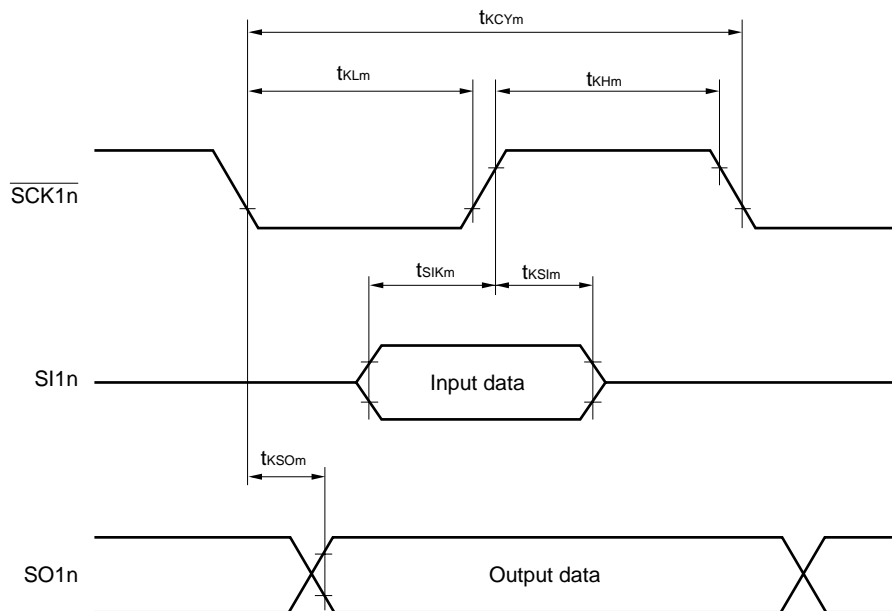 tKCYm
tKLm
tKHm
SCK1n
tSIKm
tKSIm
SI1n
Input data
tKSOm
SO1n
Output data